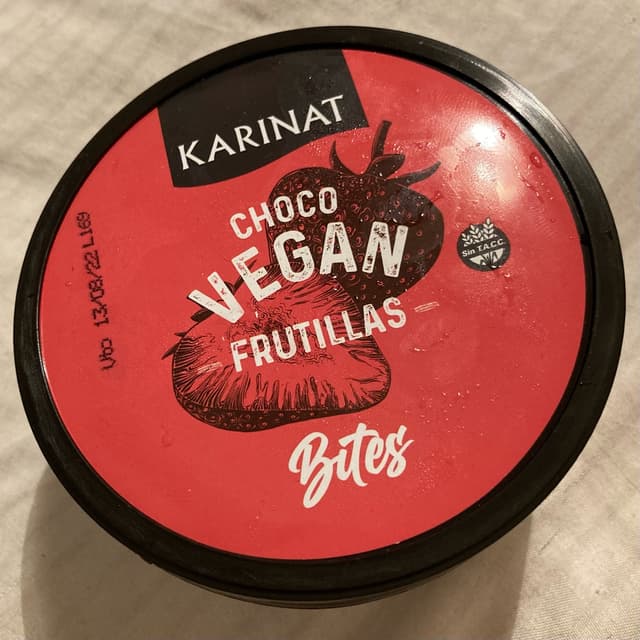 KARINAT
CHOCO
VEGAN
FRUTILLAS
Bites
Sin T.A.C.C.
Vto 13/08/22 L169